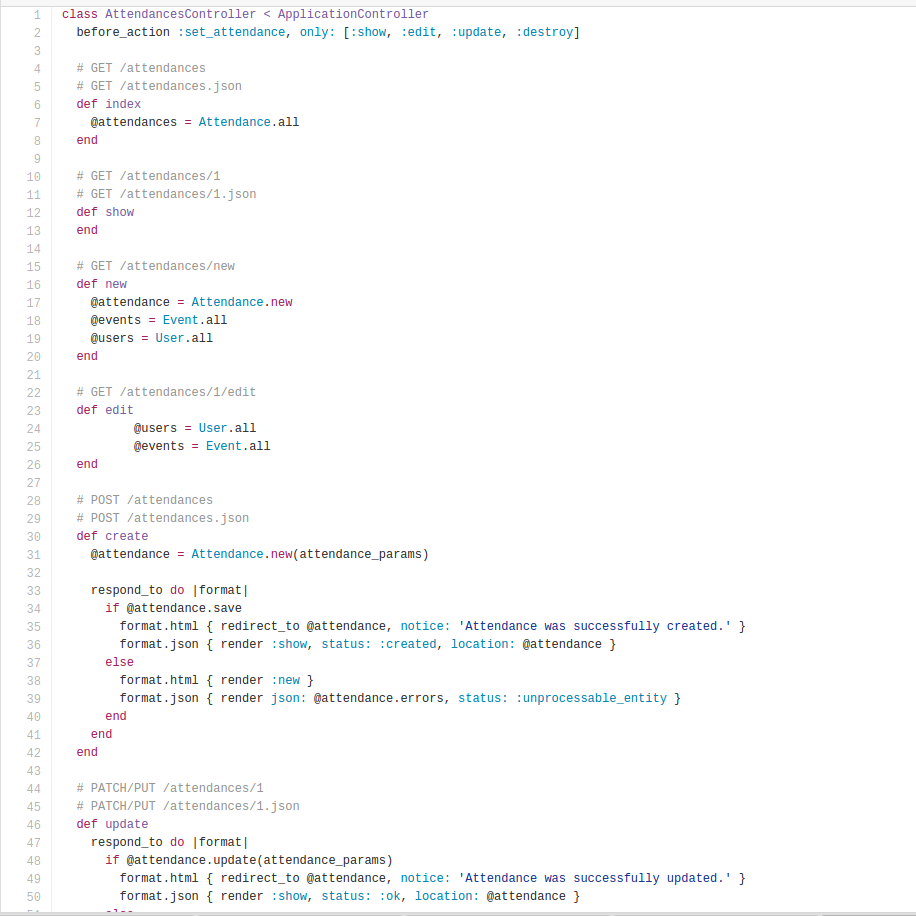 1 class AttendancesController < ApplicationController
2   before_action :set_attendance, only: [:show, :edit, :update, :destroy]
3
4   # GET /attendances
5   # GET /attendances.json
6   def index
7     @attendances = Attendance.all
8   end
9
10   # GET /attendances/1
11   # GET /attendances/1.json
12   def show
13   end
14
15   # GET /attendances/new
16   def new
17     @attendance = Attendance.new
18     @events = Event.all
19     @users = User.all
20   end
21
22   # GET /attendances/1/edit
23   def edit
24           @users = User.all
25           @events = Event.all
26   end
27
28   # POST /attendances
29   # POST /attendances.json
30   def create
31     @attendance = Attendance.new(attendance_params)
32
33     respond_to do |format|
34       if @attendance.save
35         format.html { redirect_to @attendance, notice: 'Attendance was successfully created.' }
36         format.json { render :show, status: :created, location: @attendance }
37       else
38         format.html { render :new }
39         format.json { render json: @attendance.errors, status: :unprocessable_entity }
40       end
41     end
42   end
43
44   # PATCH/PUT /attendances/1
45   # PATCH/PUT /attendances/1.json
46   def update
47     respond_to do |format|
48       if @attendance.update(attendance_params)
49         format.html { redirect_to @attendance, notice: 'Attendance was successfully updated.' }
50         format.json { render :show, status: :ok, location: @attendance }